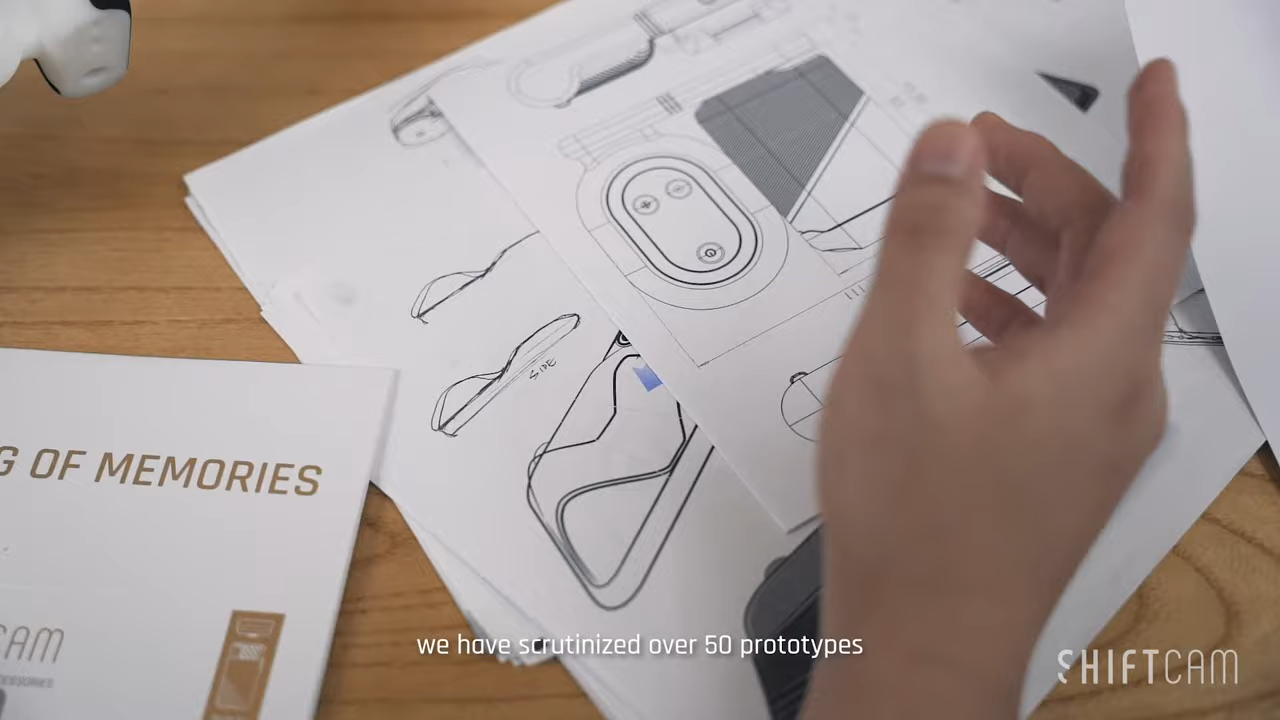 SIDE
G OF MEMORIES
CAM
we have scrutinized over 50 prototypes
SHIFTCAM